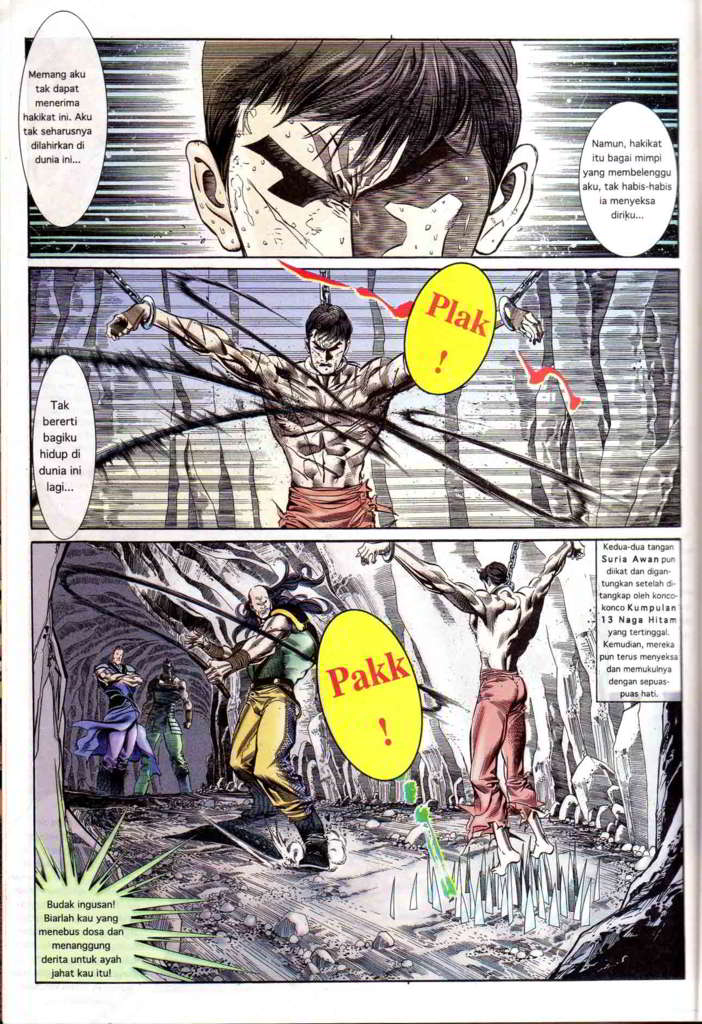 Memang aku
tak dapat
menerima
hakikat ini. Aku
tak seharusnya
dilahirkan di
dunia ini...
Namun, hakikat
itu bagai mimpi
yang membelenggu
aku, tak habis-habis
ia menyeksa
diriku...
Plak
!
Tak
bererti
bagiku
hidup di
dunia ini
lagi...
Kedua-dua tangan
Suria Awan pun
diikat dan digan-
tungkan setelah di-
tangkap oleh konco-
konco Kumpulan
13 Naga Hitam
yang tertinggal.
Kemudian, mereka
pun terus menyeksa
dan memukulnya
dengan sepuas-
puas hati.
Pakk
!
Budak ingusan!
Biarlah kau yang
menebus dosa dan
menanggung
derita untuk ayah
jahat kau itu!